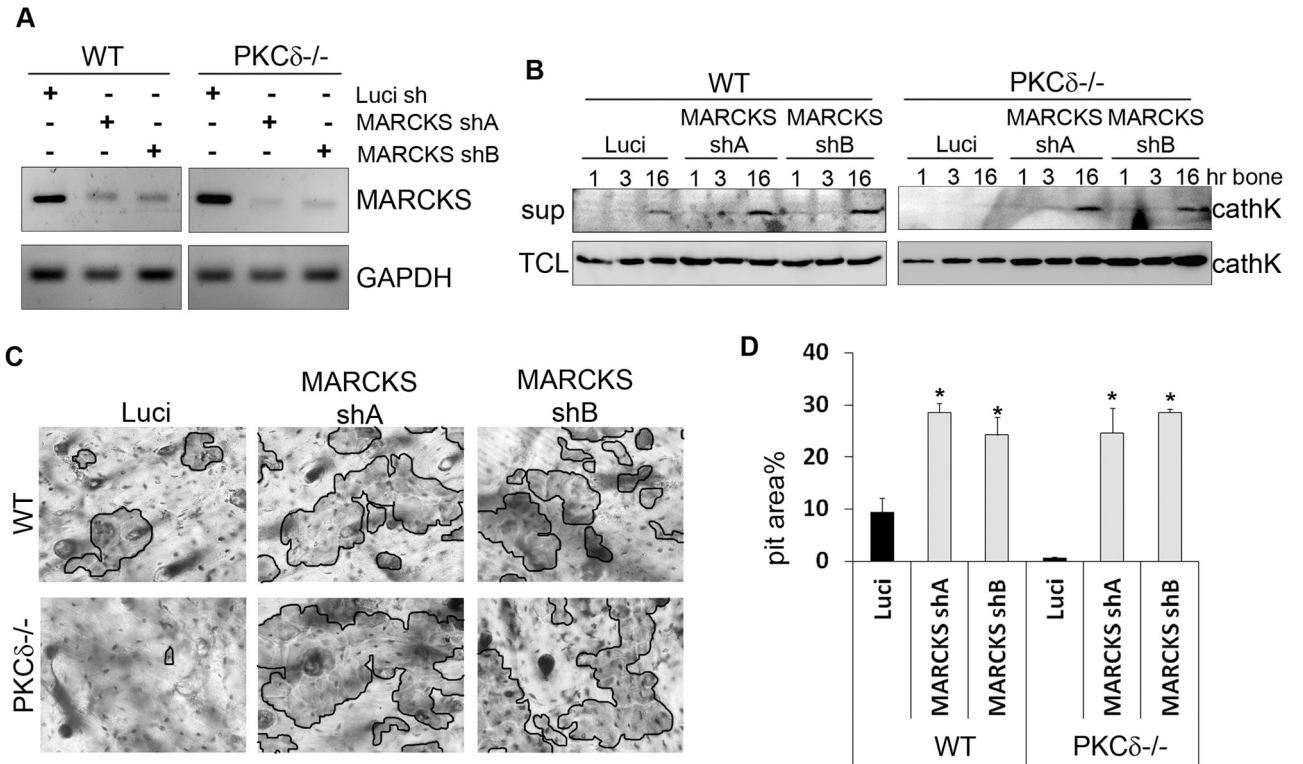 A
WT PKCδ-/-
+ - - + - - Luci sh
- + - - + - MARCKS shA
- - + - - + MARCKS shB
MARCKS
GAPDH
B
WT PKCδ-/-
MARCKS MARCKS MARCKS MARCKS
Luci shA shB Luci shA shB
1 3 16 1 3 16 1 3 16 1 3 16 1 3 16 1 3 16 hr bone
sup cathK
TCL cathK
C
MARCKS MARCKS
Luci shA shB
WT
PKCδ-/-
D
pit area%
40
30
20
10
0
* * * *
Luci MARCKS shA MARCKS shB Luci MARCKS shA MARCKS shB
WT PKCδ-/-